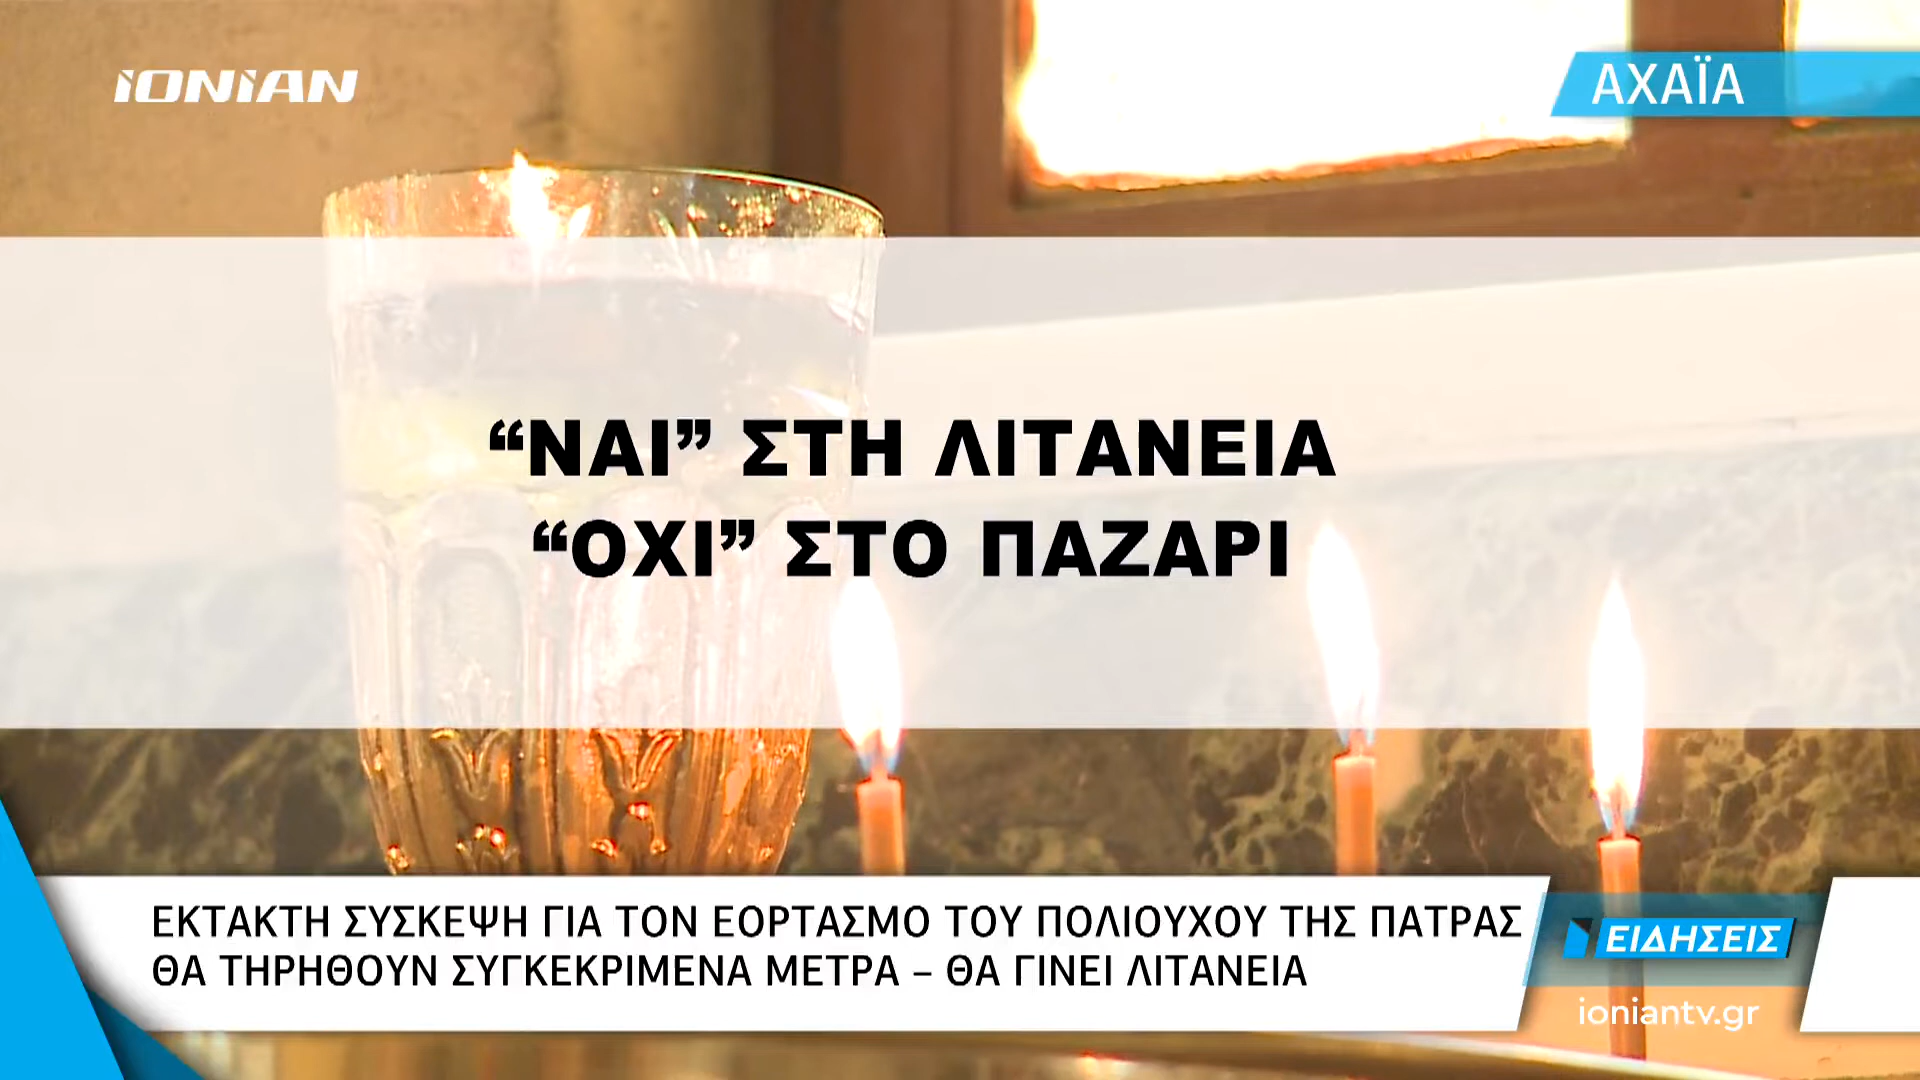 iONiAN
ΑΧΑΪΑ
“ΝΑΙ” ΣΤΗ ΛΙΤΑΝΕΙΑ
“ΟΧΙ” ΣΤΟ ΠΑΖΑΡΙ
ΕΚΤΑΚΤΗ ΣΥΣΚΕΨΗ ΓΙΑ ΤΟΝ ΕΟΡΤΑΣΜΟ ΤΟΥ ΠΟΛΙΟΥΧΟΥ ΤΗΣ ΠΑΤΡΑΣ
ΘΑ ΤΗΡΗΘΟΥΝ ΣΥΓΚΕΚΡΙΜΕΝΑ ΜΕΤΡΑ – ΘΑ ΓΙΝΕΙ ΛΙΤΑΝΕΙΑ
ΕΙΔΗΣΕΙΣ
ioniantv.gr